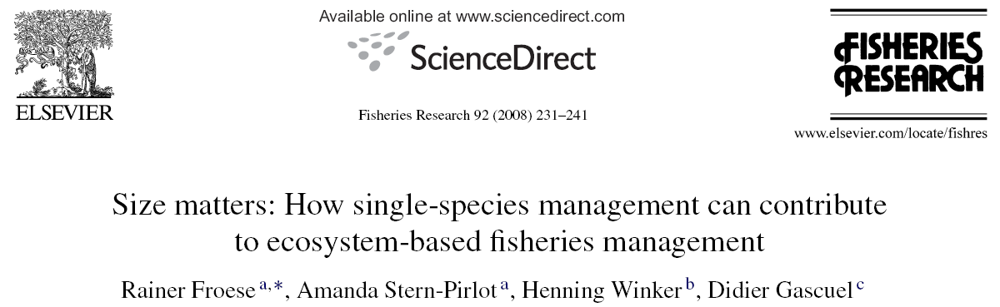 Available online at www.sciencedirect.com
ScienceDirect
ELSEVIER
Fisheries Research 92 (2008) 231–241
FISHERIES
RESEARCH
www.elsevier.com/locate/fishres
Size matters: How single-species management can contribute
to ecosystem-based fisheries management
Rainer Froese a,*, Amanda Stern-Pirlot a, Henning Winker b, Didier Gascuel c